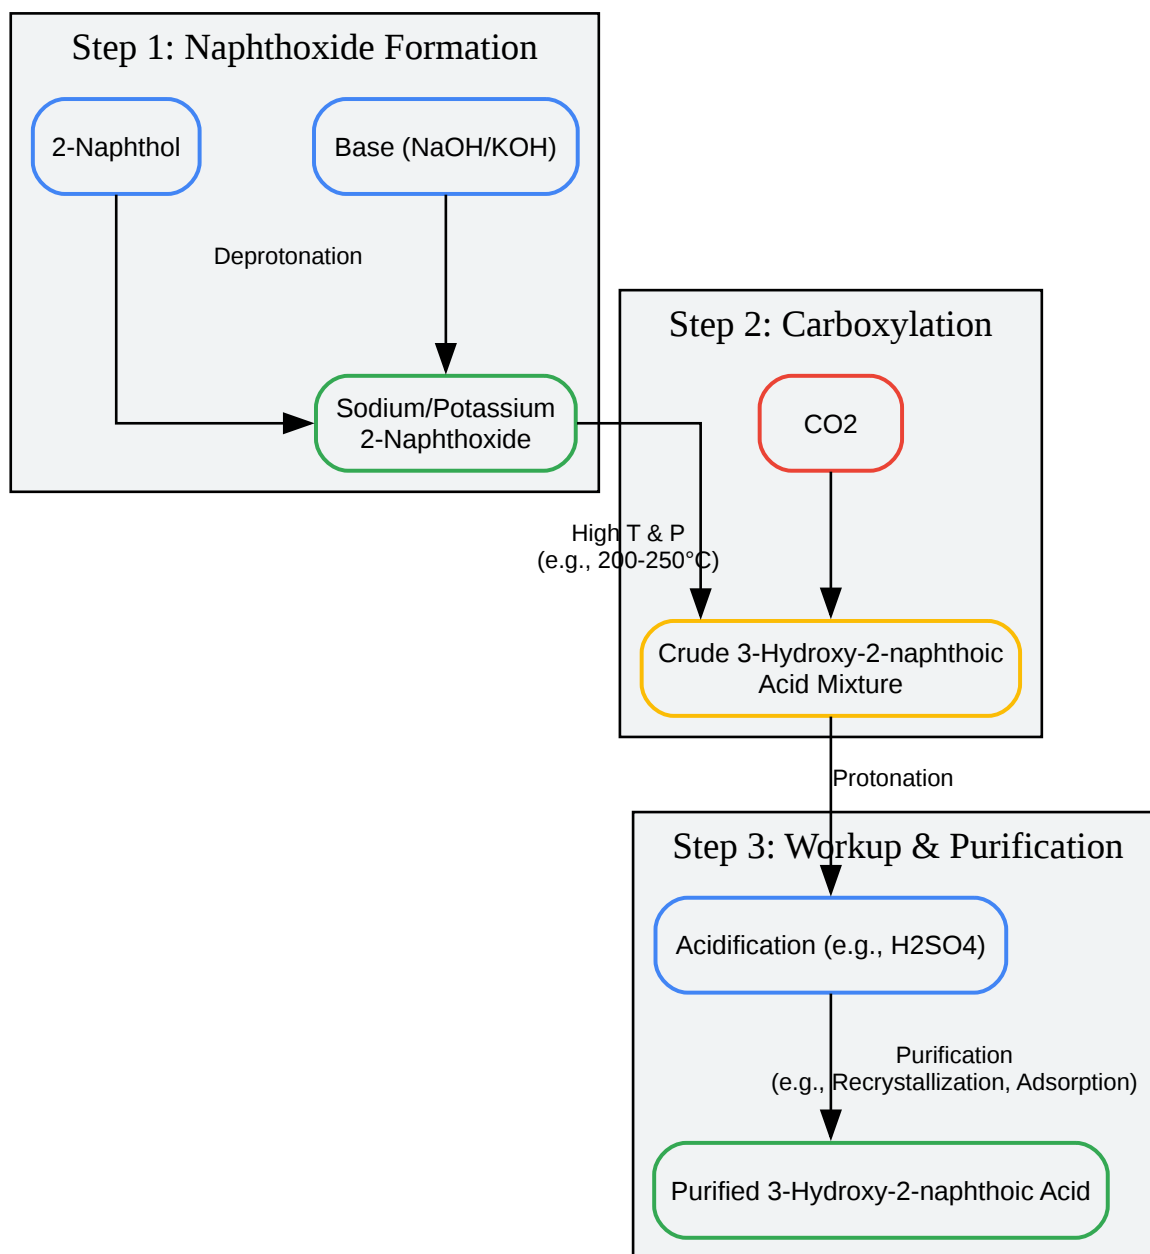 Step 1: Naphthoxide Formation
2-Naphthol
Base (NaOH/KOH)
Deprotonation
Sodium/Potassium
2-Naphthoxide
Step 2: Carboxylation
CO2
High T & P
(e.g., 200-250°C)
Crude 3-Hydroxy-2-naphthoic
Acid Mixture
Protonation
Step 3: Workup & Purification
Acidification (e.g., H2SO4)
Purification
(e.g., Recrystallization, Adsorption)
Purified 3-Hydroxy-2-naphthoic Acid